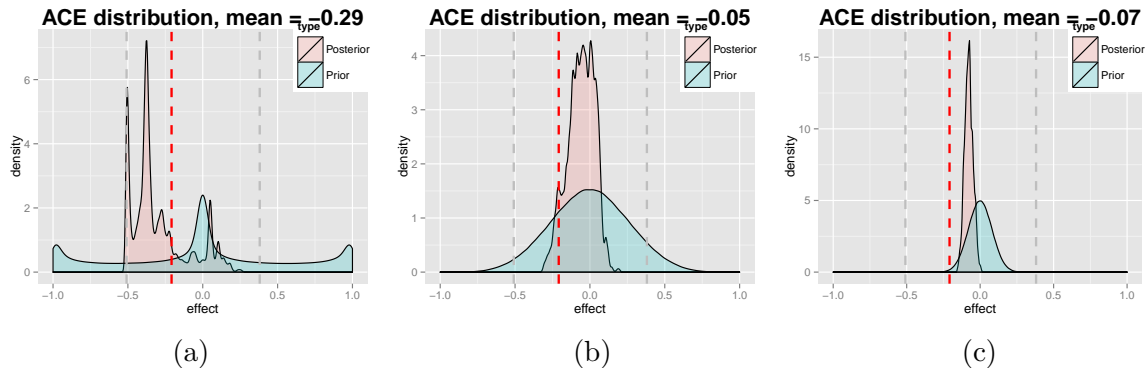 ACE distribution, mean = −0.29
type
Posterior
Prior
density
6
4
2
0
−1.0 −0.5 0.0 0.5 1.0
effect
(a)
ACE distribution, mean = −0.05
type
Posterior
Prior
density
4
3
2
1
0
−1.0 −0.5 0.0 0.5 1.0
effect
(b)
ACE distribution, mean = −0.07
type
Posterior
Prior
density
15
10
5
0
−1.0 −0.5 0.0 0.5 1.0
effect
(c)